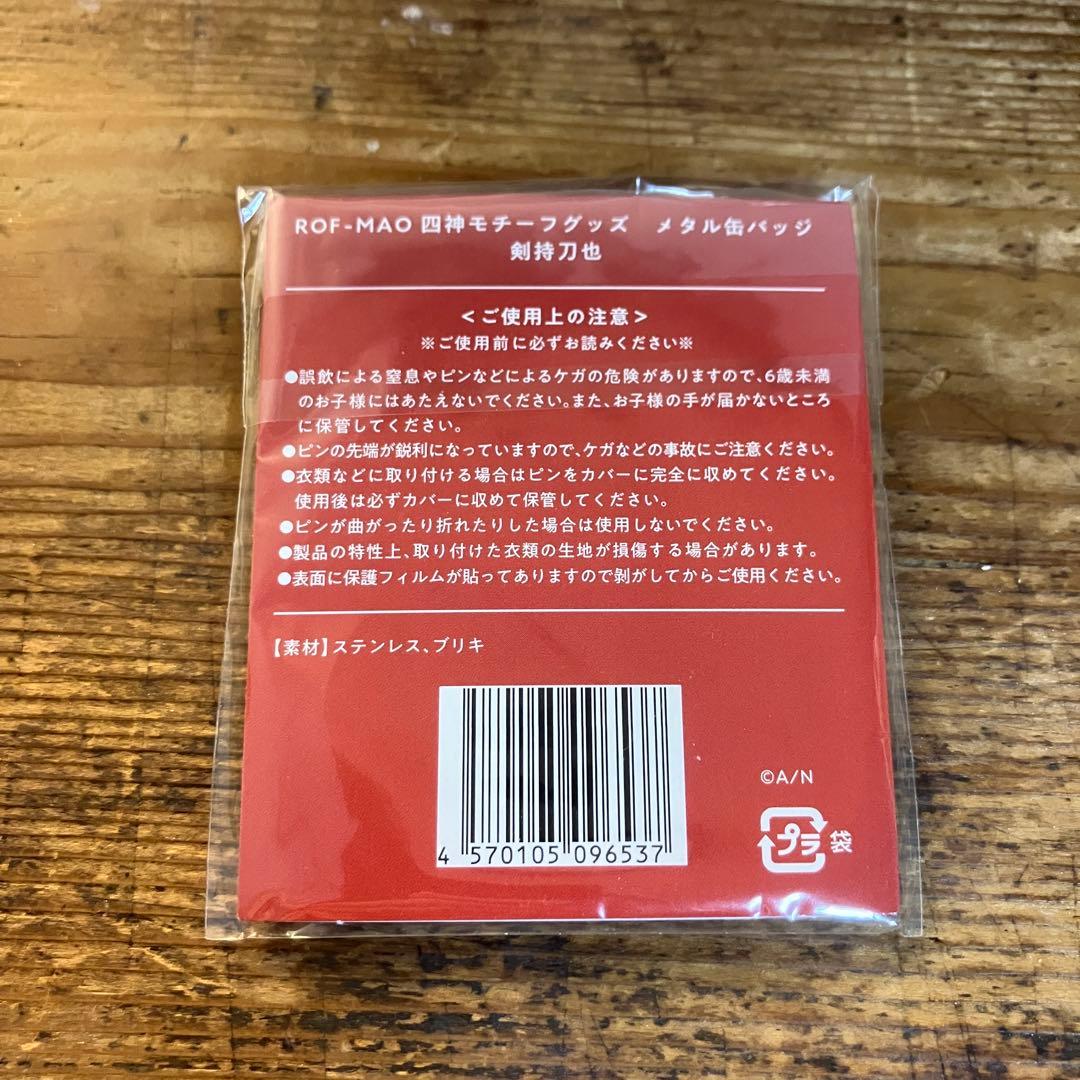 ROF-MAO 四神モチーフグッズ　メタル缶バッジ
剣持刀也
＜ご使用上の注意＞
※ご使用前に必ずお読みください※
●誤飲による窒息やピンなどによるケガの危険がありますので、6歳未満
のお子様にはあたえないでください。また、お子様の手が届かないところ
に保管してください。
●ピンの先端が鋭利になっていますので、ケガなどの事故にご注意ください。
●衣類などに取り付ける場合はピンをカバーに完全に収めてください。
使用後は必ずカバーに収めて保管してください。
●ピンが曲がったり折れたりした場合は使用しないでください。
●製品の特性上、取り付けた衣類の生地が損傷する場合があります。
●表面に保護フィルムが貼ってありますので剝がしてからご使用ください。
【素材】ステンレス、ブリキ
©A/N
プラ 袋
4 570105 096537